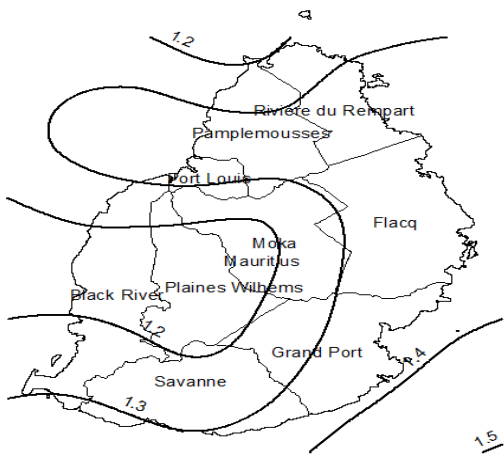 1.2
Riviere du Rempart
Pamplemousses
Port Louis
Flacq
Moka
Mauritius
Plaines Wilhems
Black River
1.2
Grand Port
1.4
Savanne
1.3
1.5